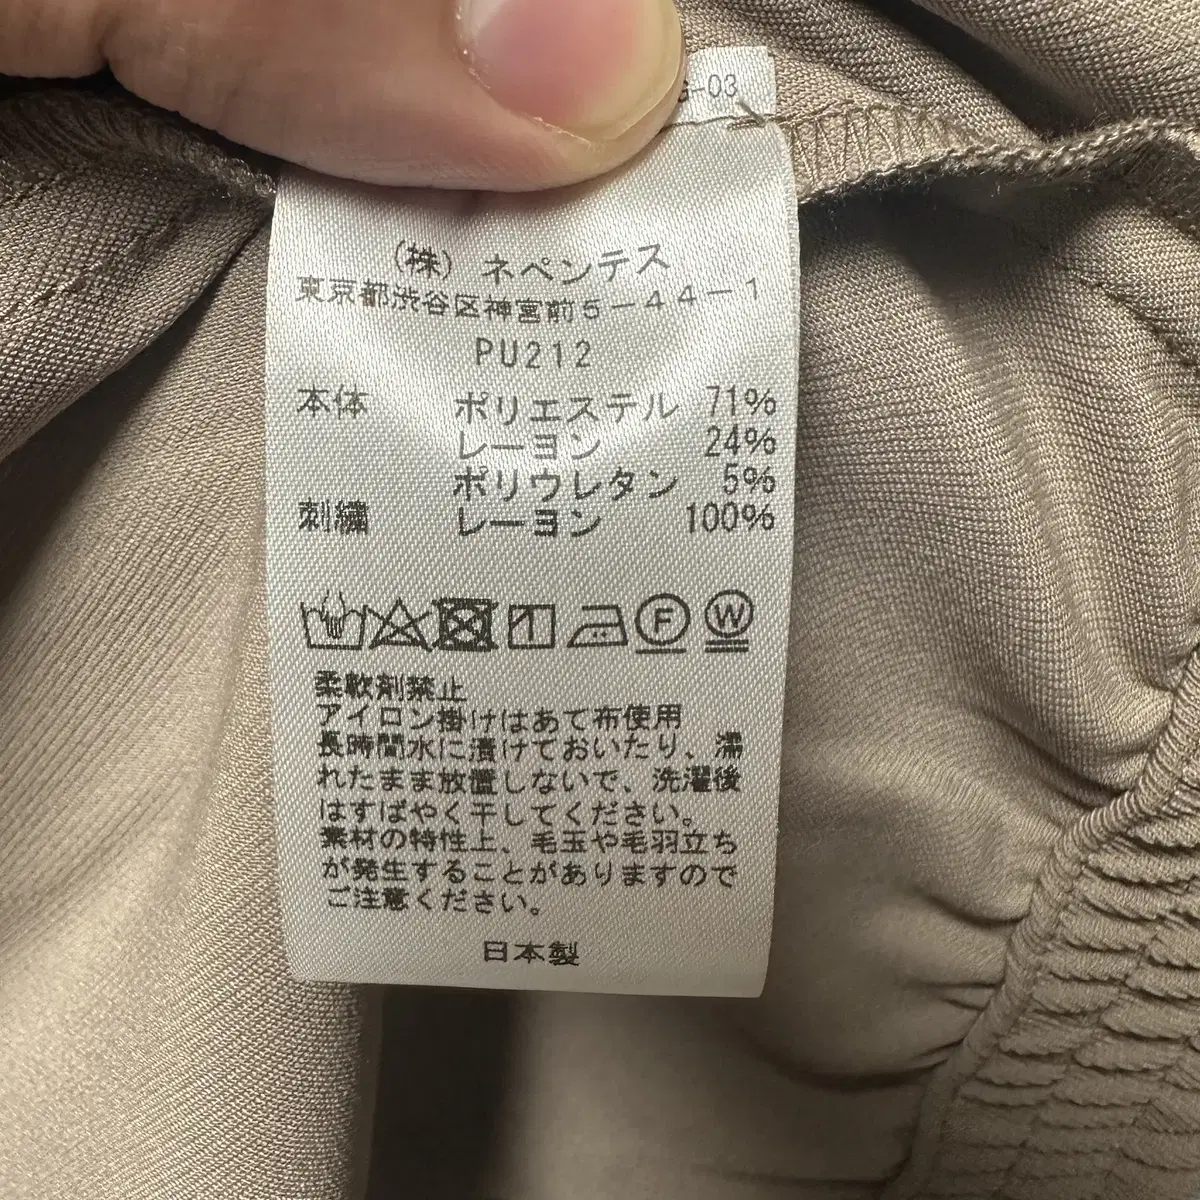 G-03
(株) ネペンテス
東京都渋谷区神宮前5-44-1
PU212
本体 ポリエステル 71%
レーヨン 24%
ポリウレタン 5%
刺繍 レーヨン 100%
F W
柔軟剤禁止
アイロン掛けはあて布使用
長時間水に漬けておいたり、濡
れたまま放置しないで、洗濯後
はすばやく干してください。
素材の特性上、毛玉や毛羽立ち
が発生することがありますので
ご注意ください。
日本製